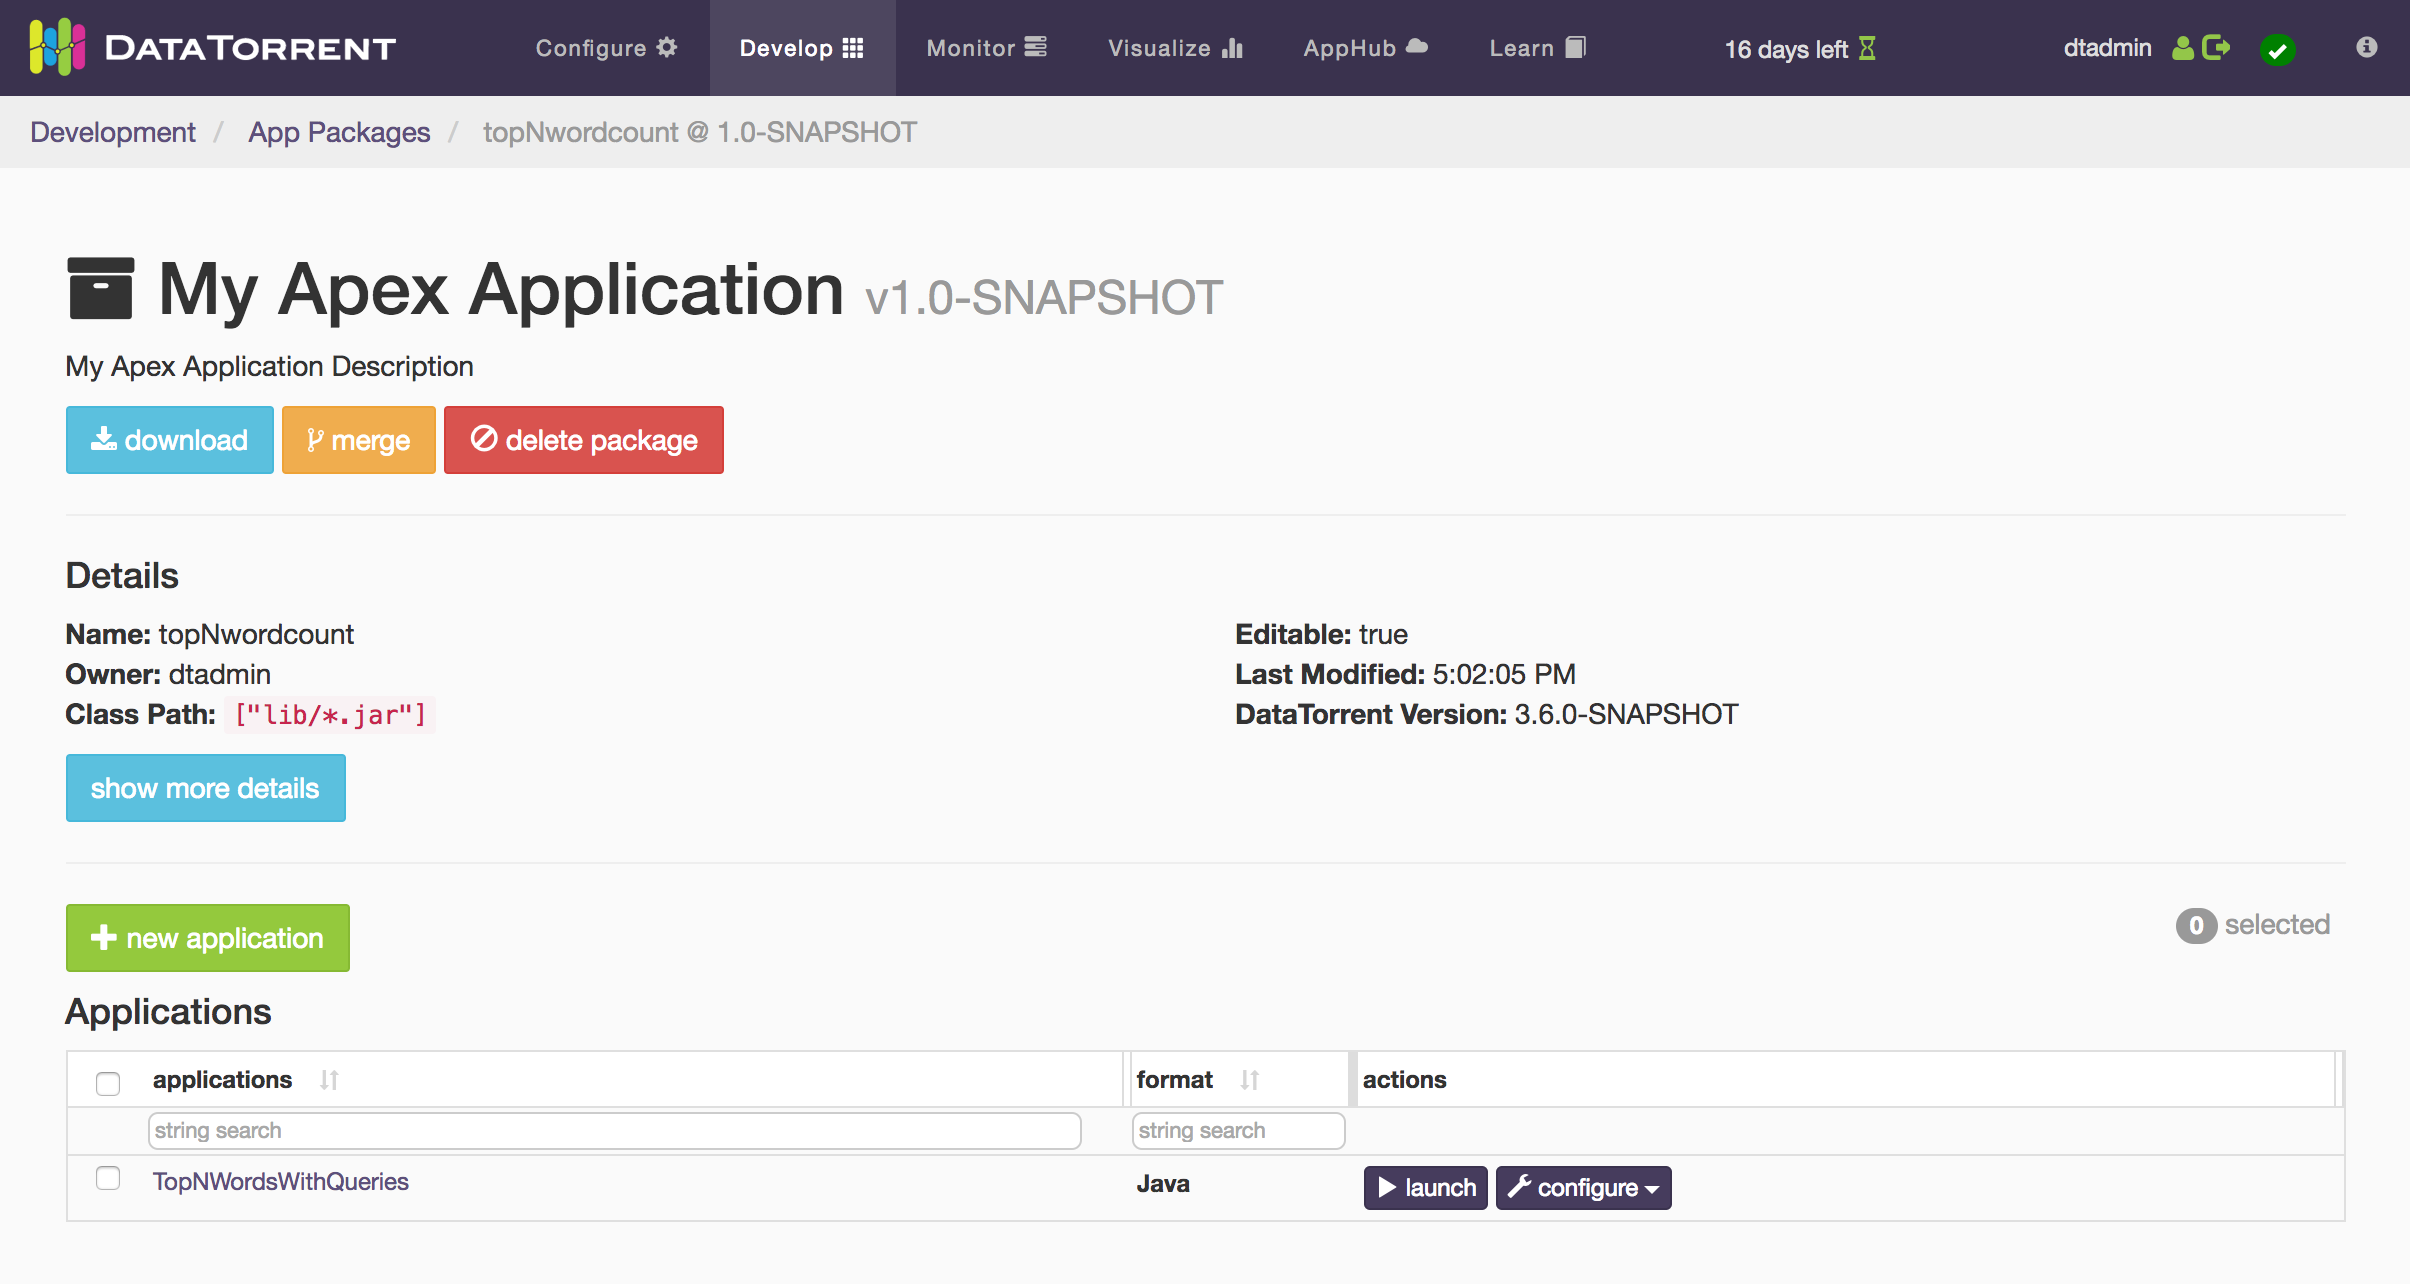 DATATORRENT Configure Develop Monitor Visualize AppHub Learn 16 days left dtadmin
Development / App Packages / topNwordcount @ 1.0-SNAPSHOT
My Apex Application v1.0-SNAPSHOT
My Apex Application Description
download merge delete package
Details
Name: topNwordcount
Owner: dtadmin
Class Path: ["lib/*.jar"]
Editable: true
Last Modified: 5:02:05 PM
DataTorrent Version: 3.6.0-SNAPSHOT
show more details
new application
0 selected
Applications
applications format actions
string search string search
TopNWordsWithQueries Java launch configure